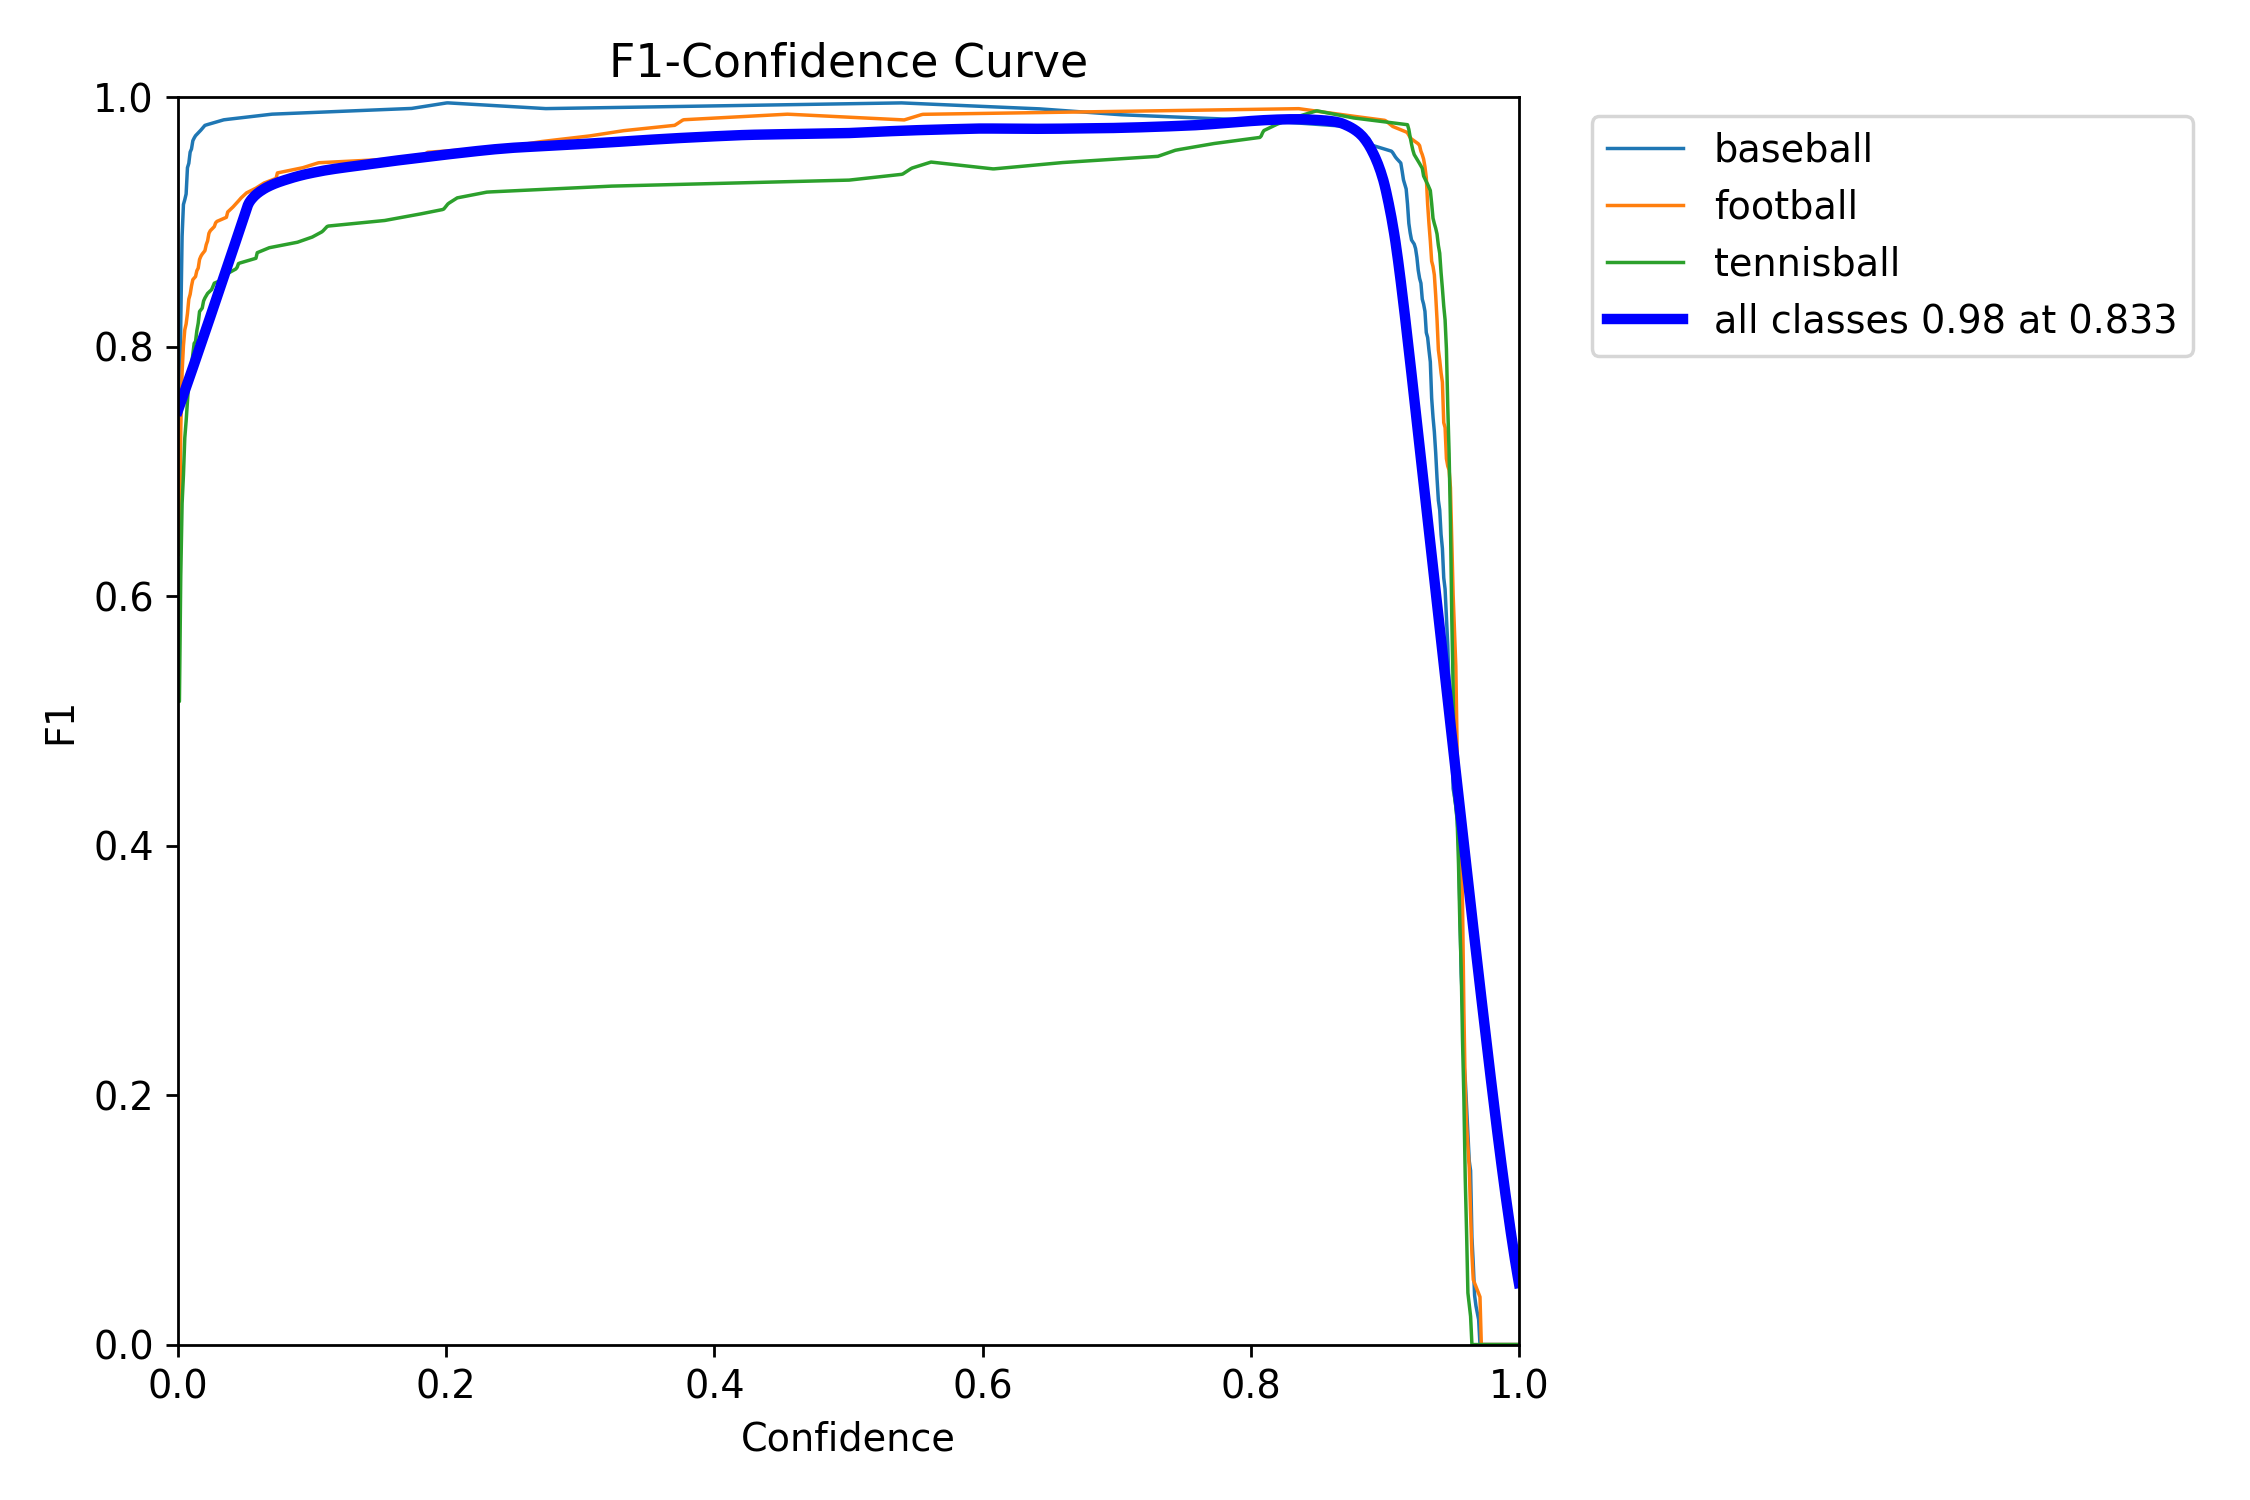 F1-Confidence Curve
1.0
0.8
0.6
0.4
0.2
0.0
F1
0.0 0.2 0.4 0.6 0.8 1.0
Confidence
baseball
football
tennisball
all classes 0.98 at 0.833